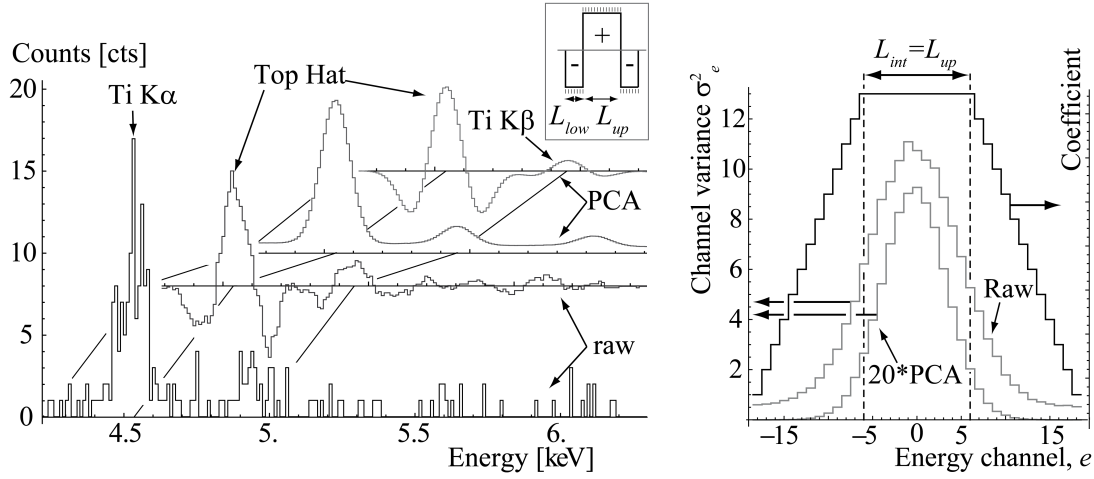 Counts [cts]
20
15
10
5
0
Ti Kα
Top Hat
Ti Kβ
PCA
raw
+
- -
L_low L_up
4.5 5. 5.5 6.
Energy [keV]
L_int=L_up
Channel variance σ²_e
12
10
8
6
4
2
Coefficient
Raw
20*PCA
−15 −5 0 5 15
Energy channel, e